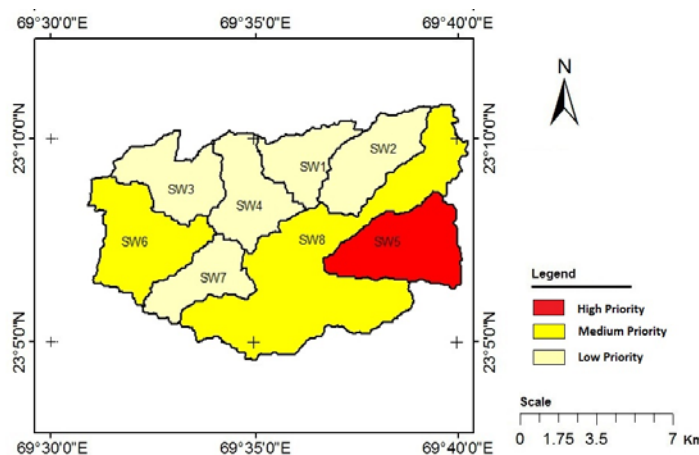 69°30'0"E 69°35'0"E 69°40'0"E
N
23°10'0"N 23°10'0"N
SW1 SW2
SW3
SW4
SW6 SW8 SW5
SW7
Legend
High Priority
Medium Priority
Low Priority
23°5'0"N 23°5'0"N
Scale
0 1.75 3.5 7 Km
69°30'0"E 69°35'0"E 69°40'0"E